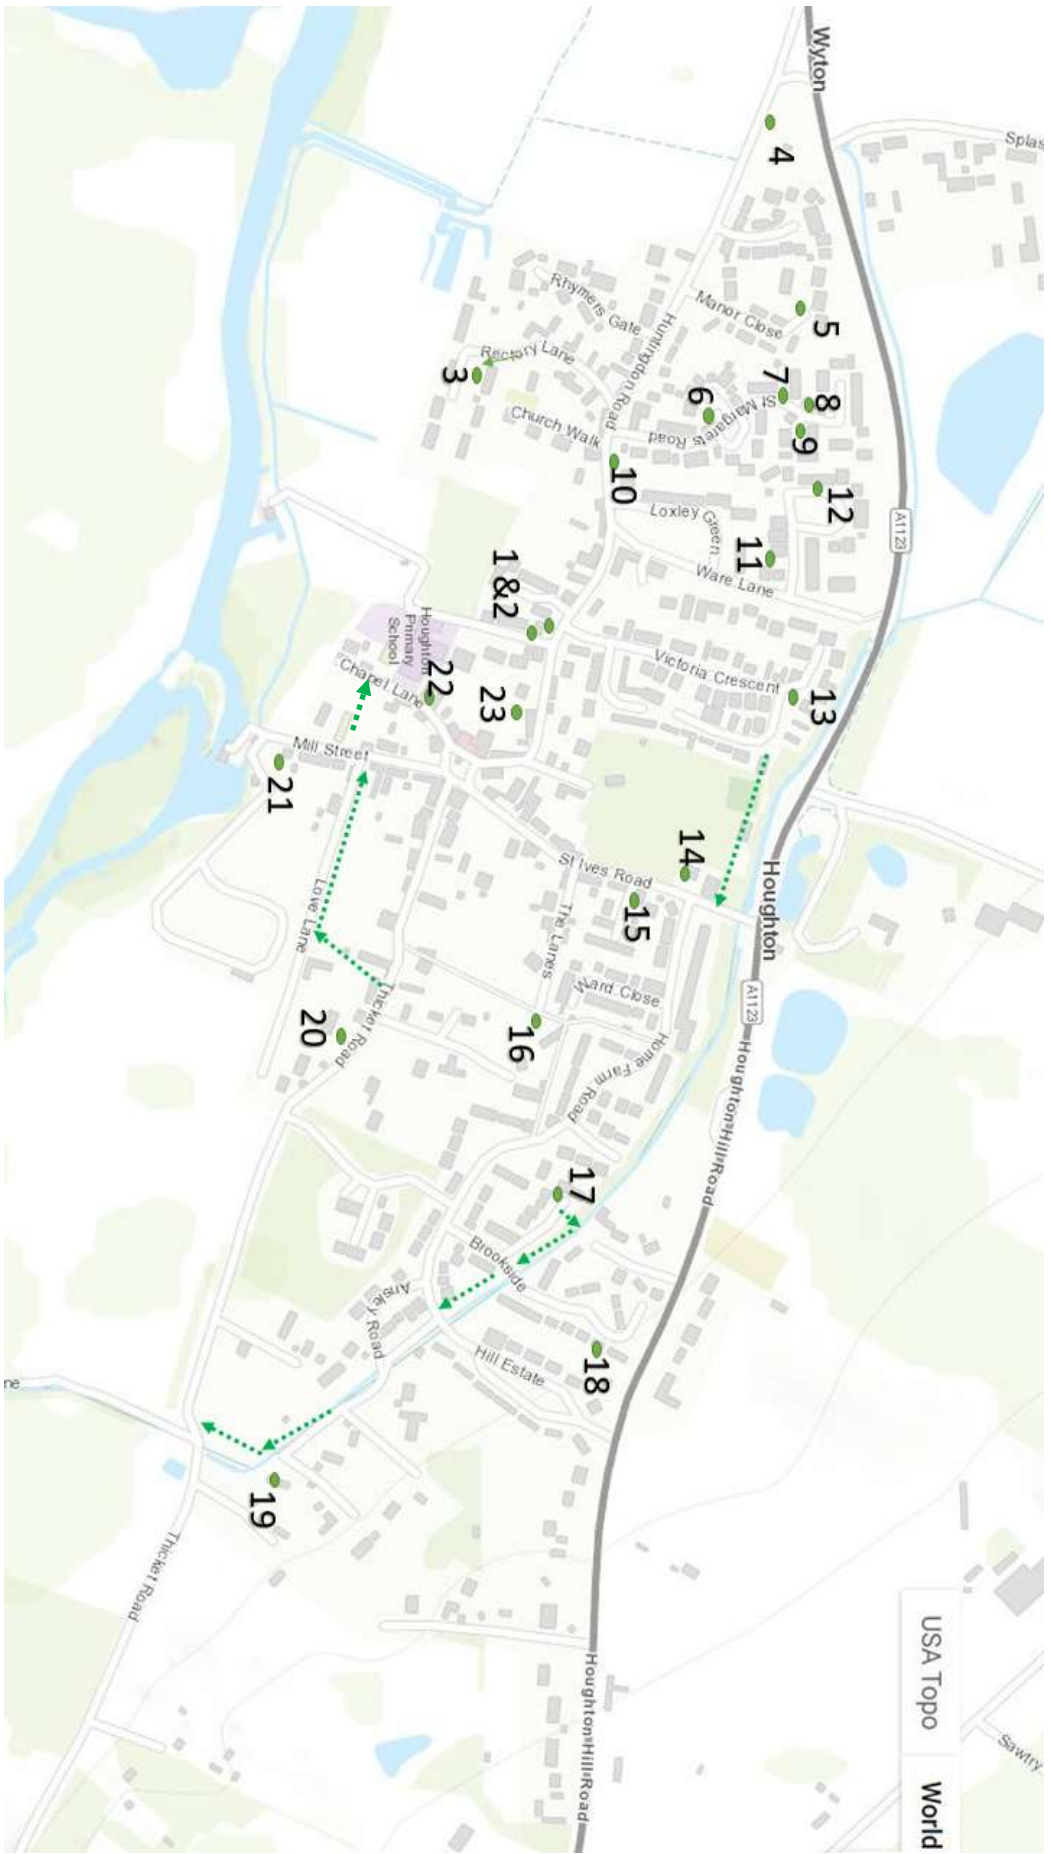 Wyton
Splas
4
5
Manor Close
Rhymers Gate
Huntingdon Road
Rectory Lane
3
7
8
6
St Margarets Road
9
Church Walk
10
12
Loxley Green
11
A1123
Ware Lane
1 &2
Houghton
Primary
School
Victoria Crescent
13
Chapel Lane
22
23
Mill Street
21
14
St Ives Road
15
Houghton
Love Lane
The Lanes
Ward Close
A1123
Thicket Road
20
16
Home Farm Road
Houghton Hill Road
17
Brookside
Ansley Road
Hill Estate
18
ne
19
Thicket Road
Houghton Hill Road
USA Topo
World
Sawtry